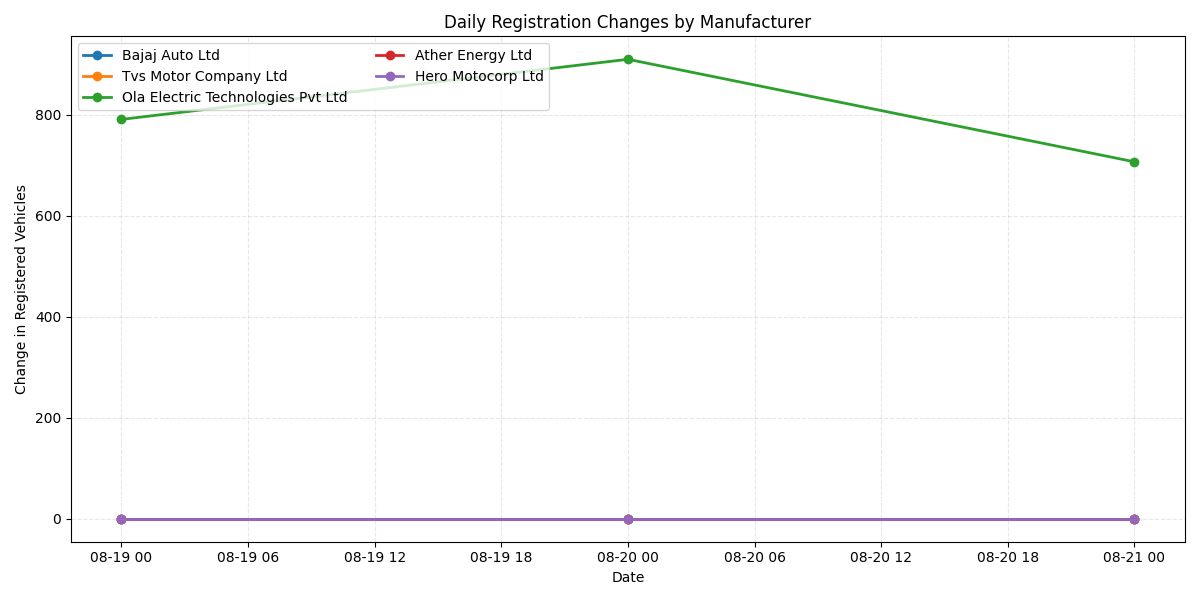 Daily Registration Changes by Manufacturer
Bajaj Auto Ltd
Tvs Motor Company Ltd
Ola Electric Technologies Pvt Ltd
Ather Energy Ltd
Hero Motocorp Ltd
Change in Registered Vehicles
800
600
400
200
0
08-19 00 08-19 06 08-19 12 08-19 18 08-20 00 08-20 06 08-20 12 08-20 18 08-21 00
Date